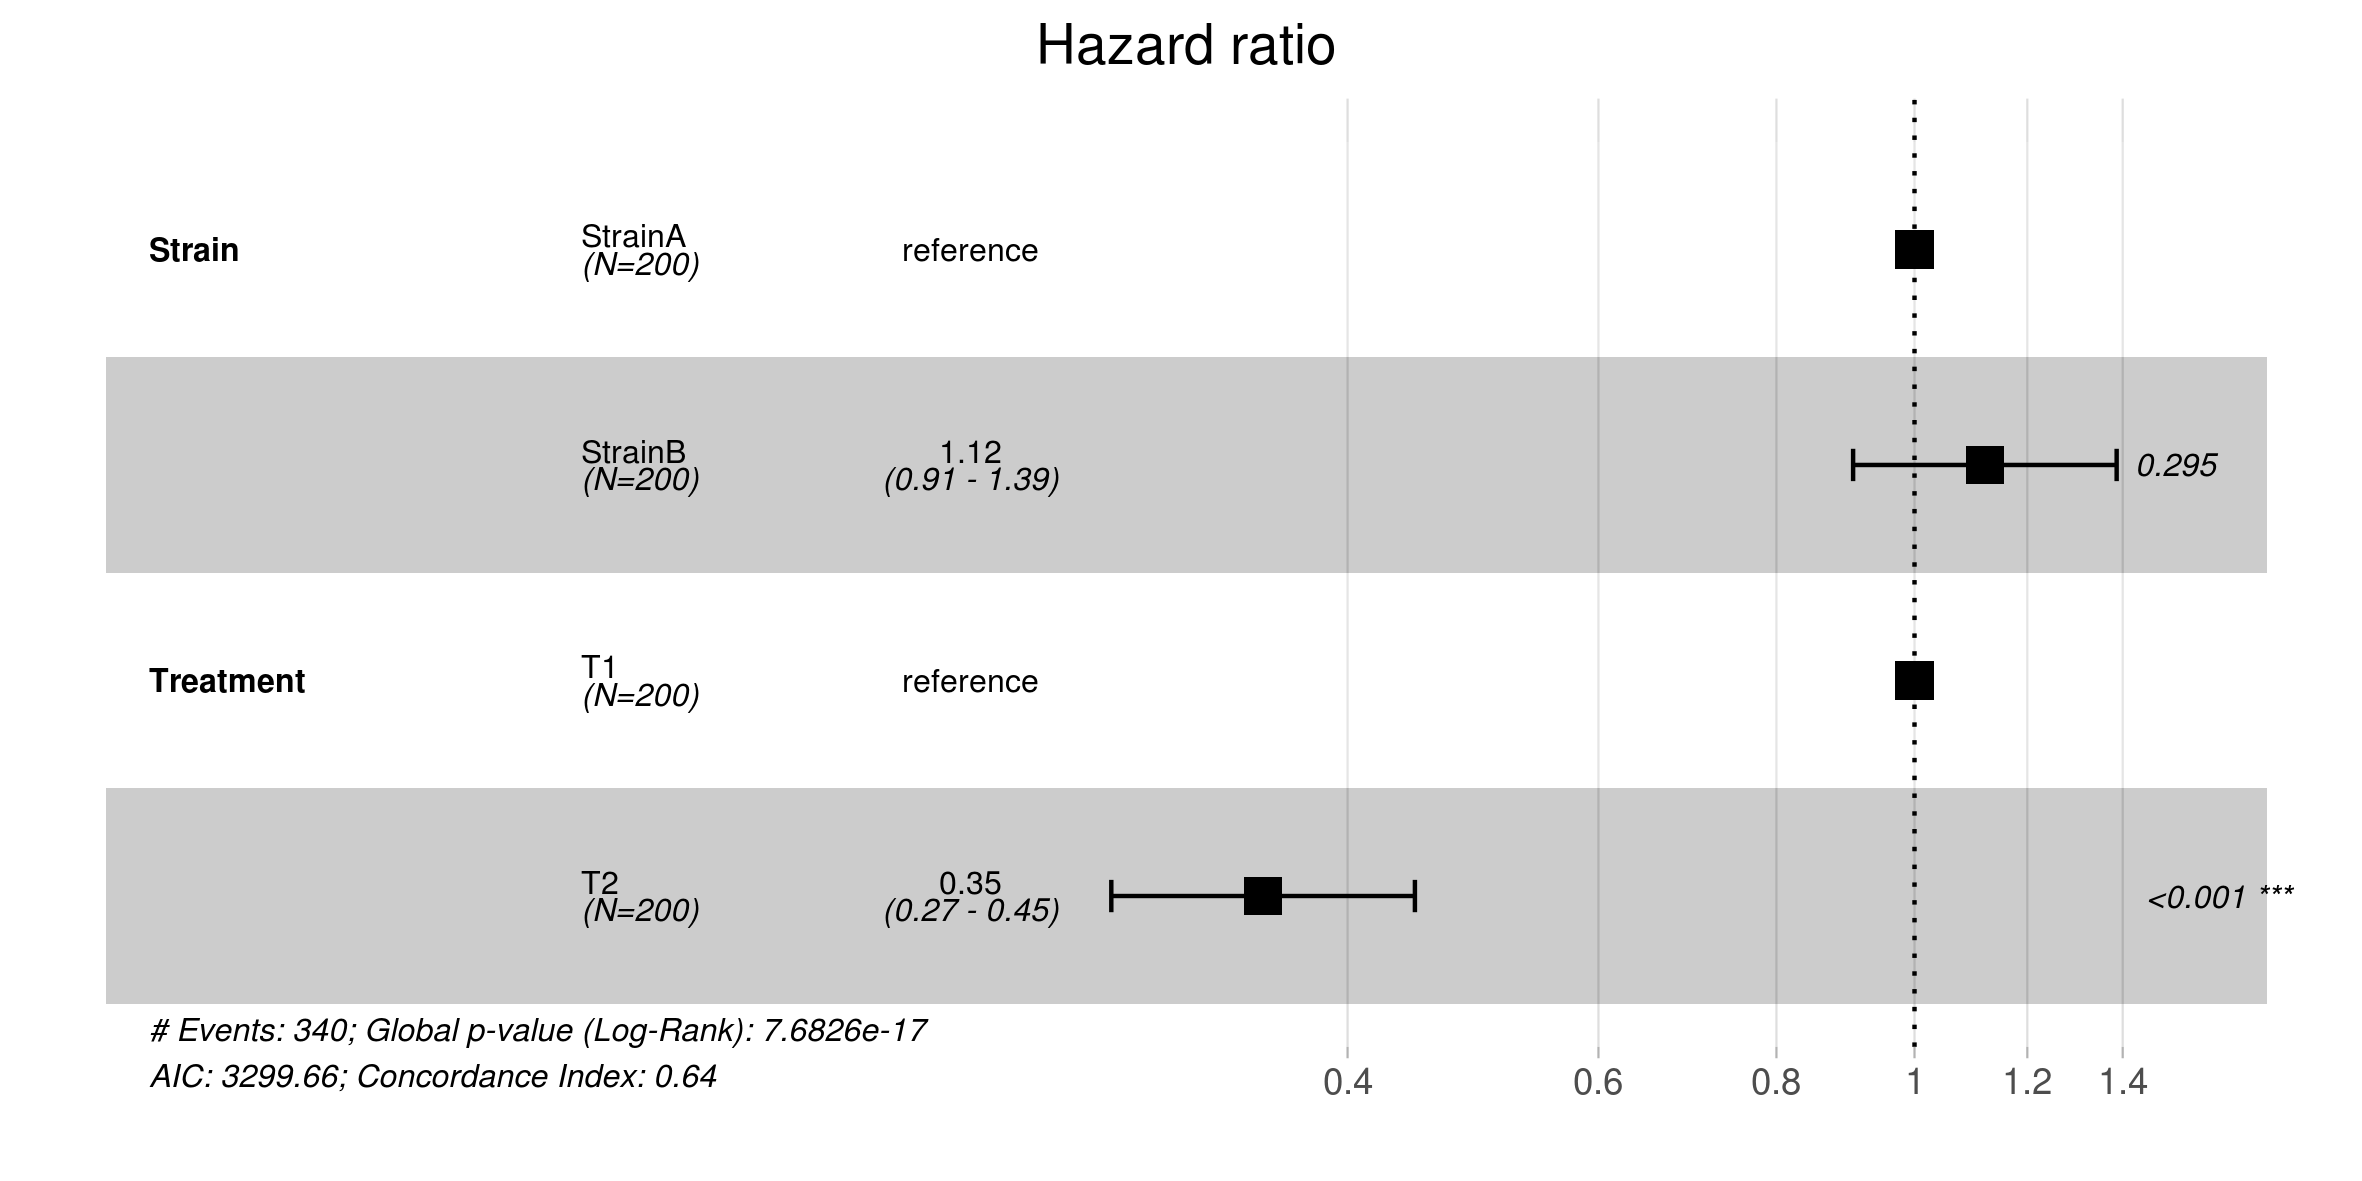 Hazard ratio
Strain
StrainA
(N=200)
reference
StrainB
(N=200)
1.12
(0.91 - 1.39)
0.295
Treatment
T1
(N=200)
reference
T2
(N=200)
0.35
(0.27 - 0.45)
<0.001 ***
# Events: 340; Global p-value (Log-Rank): 7.6826e-17
AIC: 3299.66; Concordance Index: 0.64
0.4 0.6 0.8 1 1.2 1.4